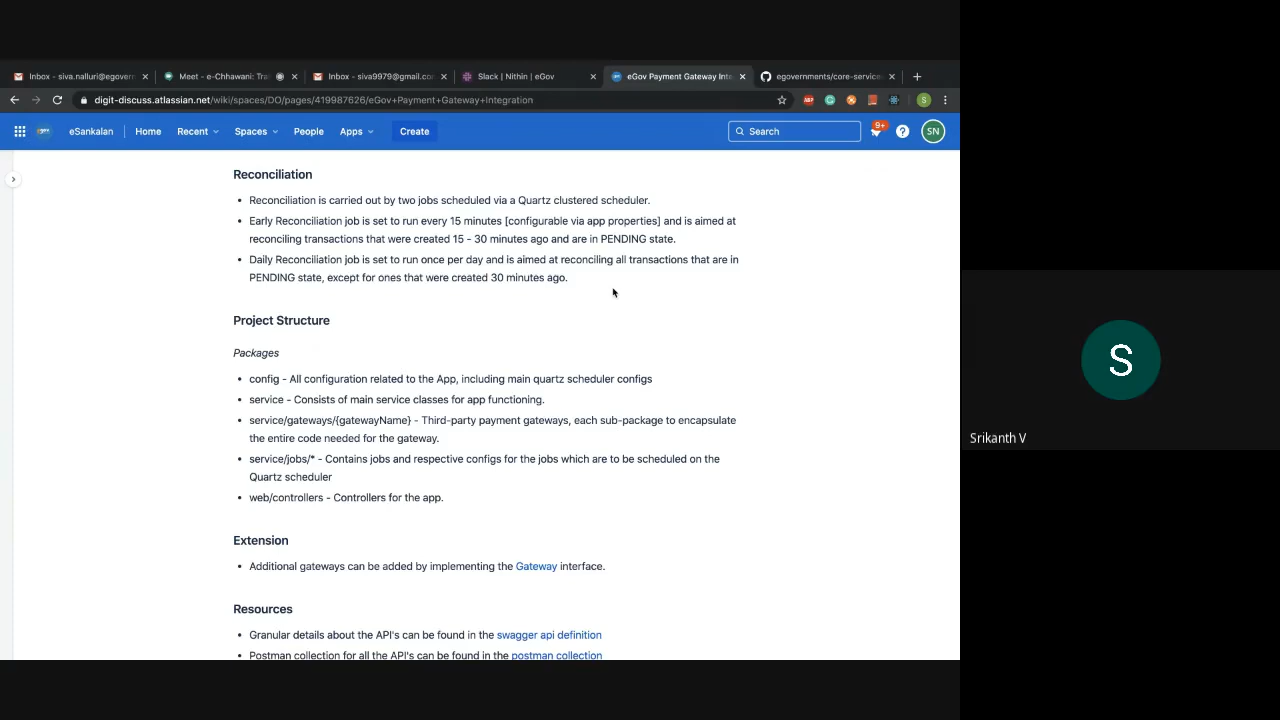 Inbox - siva.nalluri@egovern
Meet - e-Chhawani: Trai
Inbox - siva9979@gmail.co
Slack | Nithin | eGov
eGov Payment Gateway Inte
egovernments/core-service
digit-discuss.atlassian.net/wiki/spaces/DO/pages/419987626/eGov+Payment+Gateway+Integration
ABP
S
eSankalan
Home
Recent
Spaces
People
Apps
Create
Search
9+
SN
Reconciliation
• Reconciliation is carried out by two jobs scheduled via a Quartz clustered scheduler.
• Early Reconciliation job is set to run every 15 minutes [configurable via app properties] and is aimed at
reconciling transactions that were created 15 - 30 minutes ago and are in PENDING state.
• Daily Reconciliation job is set to run once per day and is aimed at reconciling all transactions that are in
PENDING state, except for ones that were created 30 minutes ago.
Project Structure
Packages
• config - All configuration related to the App, including main quartz scheduler configs
• service - Consists of main service classes for app functioning.
• service/gateways/{gatewayName} - Third-party payment gateways, each sub-package to encapsulate
the entire code needed for the gateway.
• service/jobs/* - Contains jobs and respective configs for the jobs which are to be scheduled on the
Quartz scheduler
• web/controllers - Controllers for the app.
Extension
• Additional gateways can be added by implementing the Gateway interface.
Resources
• Granular details about the API's can be found in the swagger api definition
• Postman collection for all the API's can be found in the postman collection
S
Srikanth V